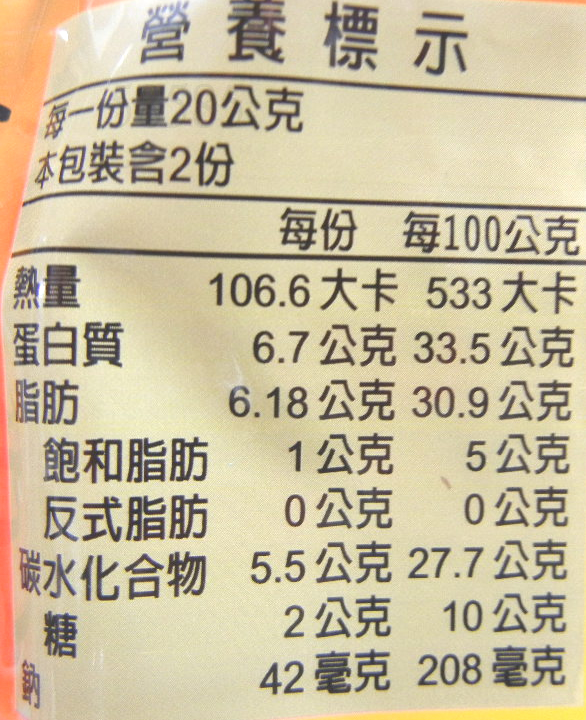 營養標示
每一份量20公克
本包裝含2份
每份 每100公克
熱量 106.6大卡 533大卡
蛋白質 6.7公克 33.5公克
脂肪 6.18公克 30.9公克
飽和脂肪 1公克 5公克
反式脂肪 0公克 0公克
碳水化合物 5.5公克 27.7公克
糖 2公克 10公克
鈉 42毫克 208毫克